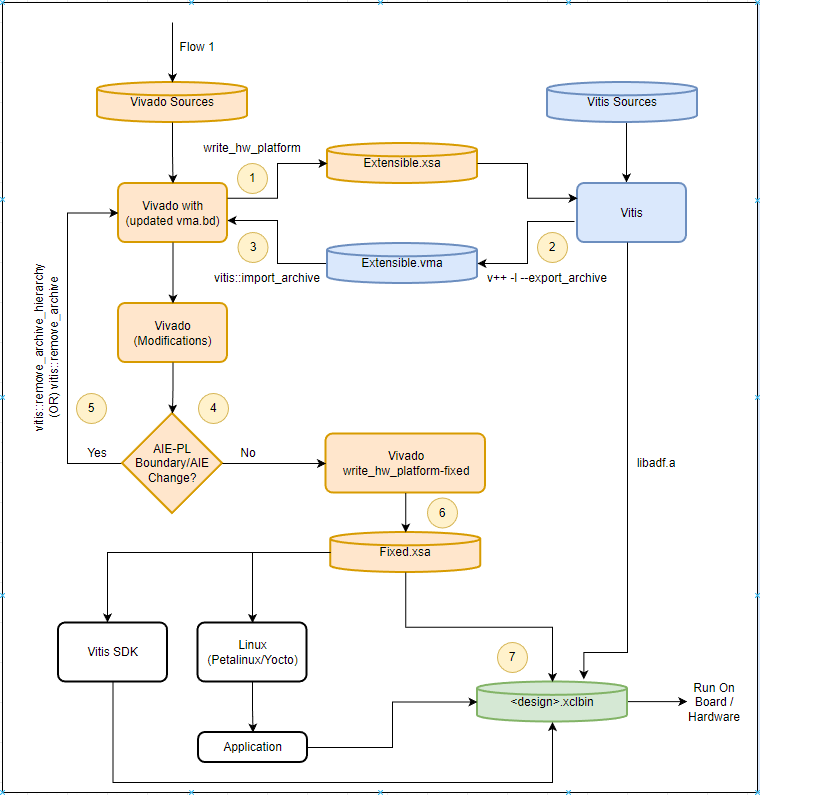 Flow 1
Vivado Sources
Vitis Sources
write_hw_platform
Extensible.xsa
1
Vivado with
(updated vma.bd)
Vitis
3
2
Extensible.vma
vitis::import_archive
v++ -l --export_archive
vitis::remove_archive_hierarchy
(OR) vitis::remove_archive
Vivado
(Modifications)
5
4
AIE-PL
Boundary/AIE
Change?
Yes
No
Vivado
write_hw_platform-fixed
libadf.a
6
Fixed.xsa
Vitis SDK
Linux
(Petalinux/Yocto)
7
<design>.xclbin
Run On
Board /
Hardware
Application